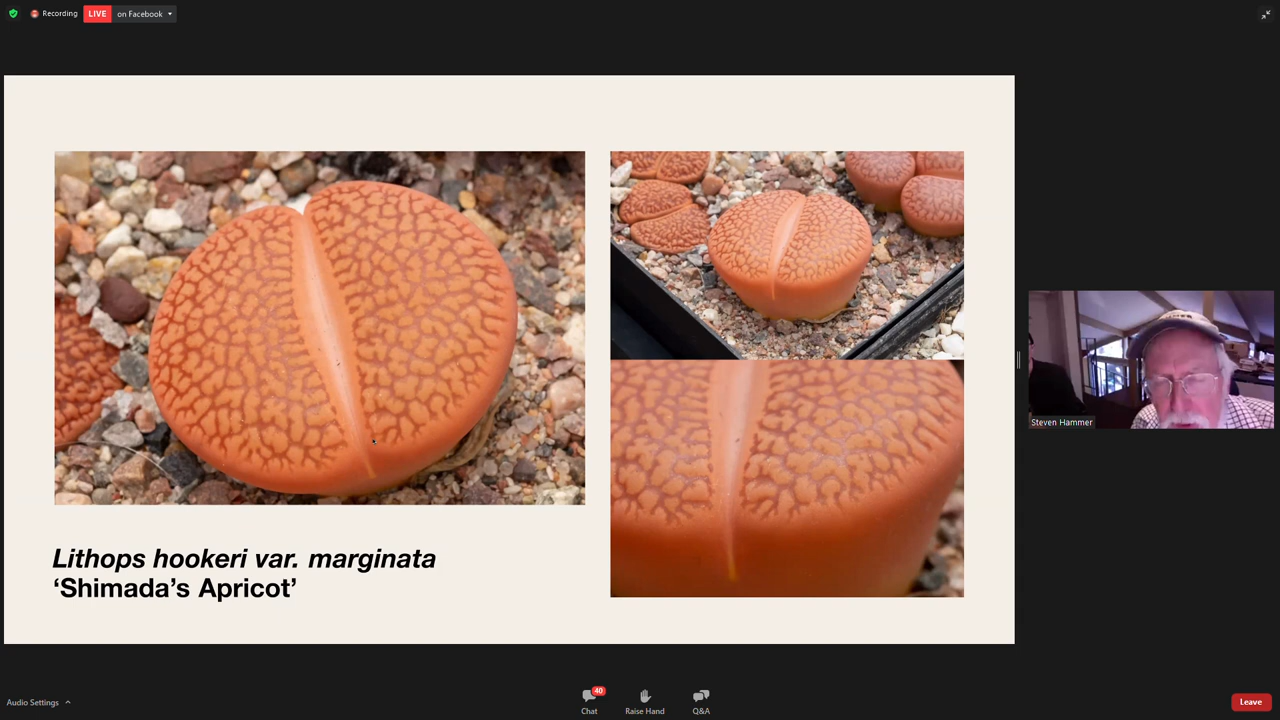 Recording
LIVE
on Facebook
Lithops hookeri var. marginata
‘Shimada’s Apricot’
Steven Hammer
Audio Settings
40
Chat
Raise Hand
Q&A
Leave